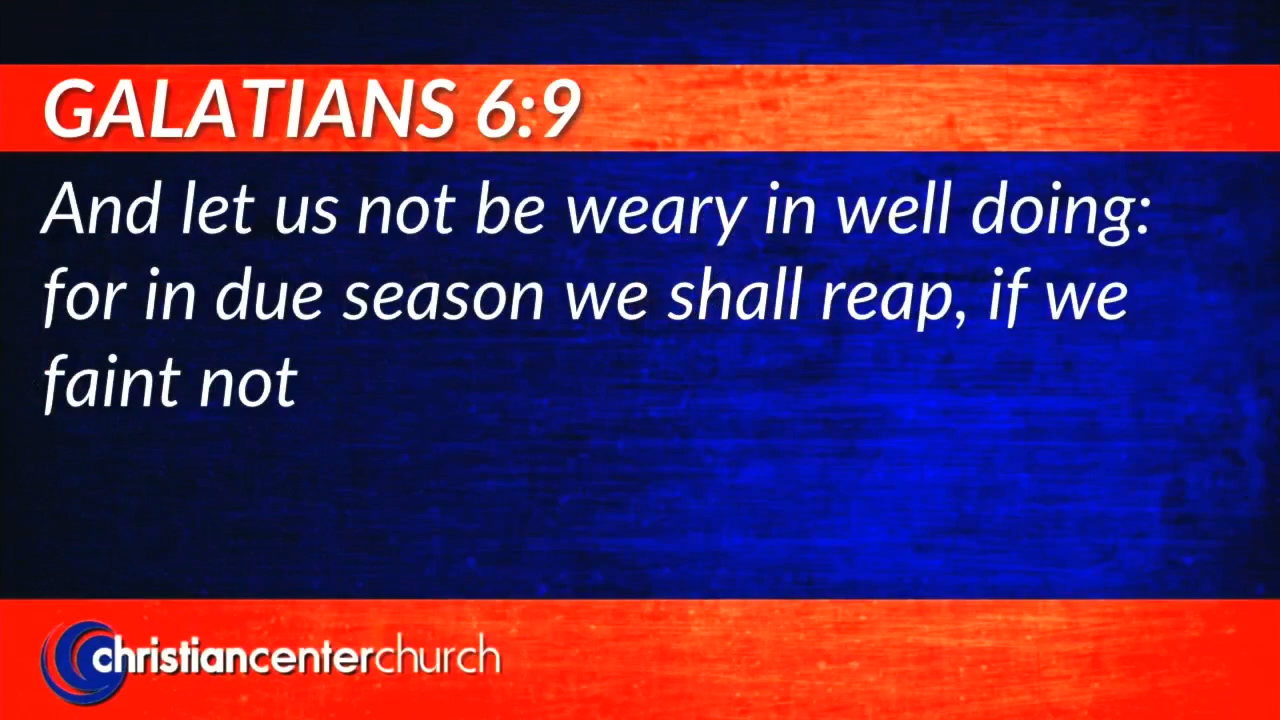 GALATIANS 6:9
And let us not be weary in well doing:
for in due season we shall reap, if we
faint not
christiancenterchurch